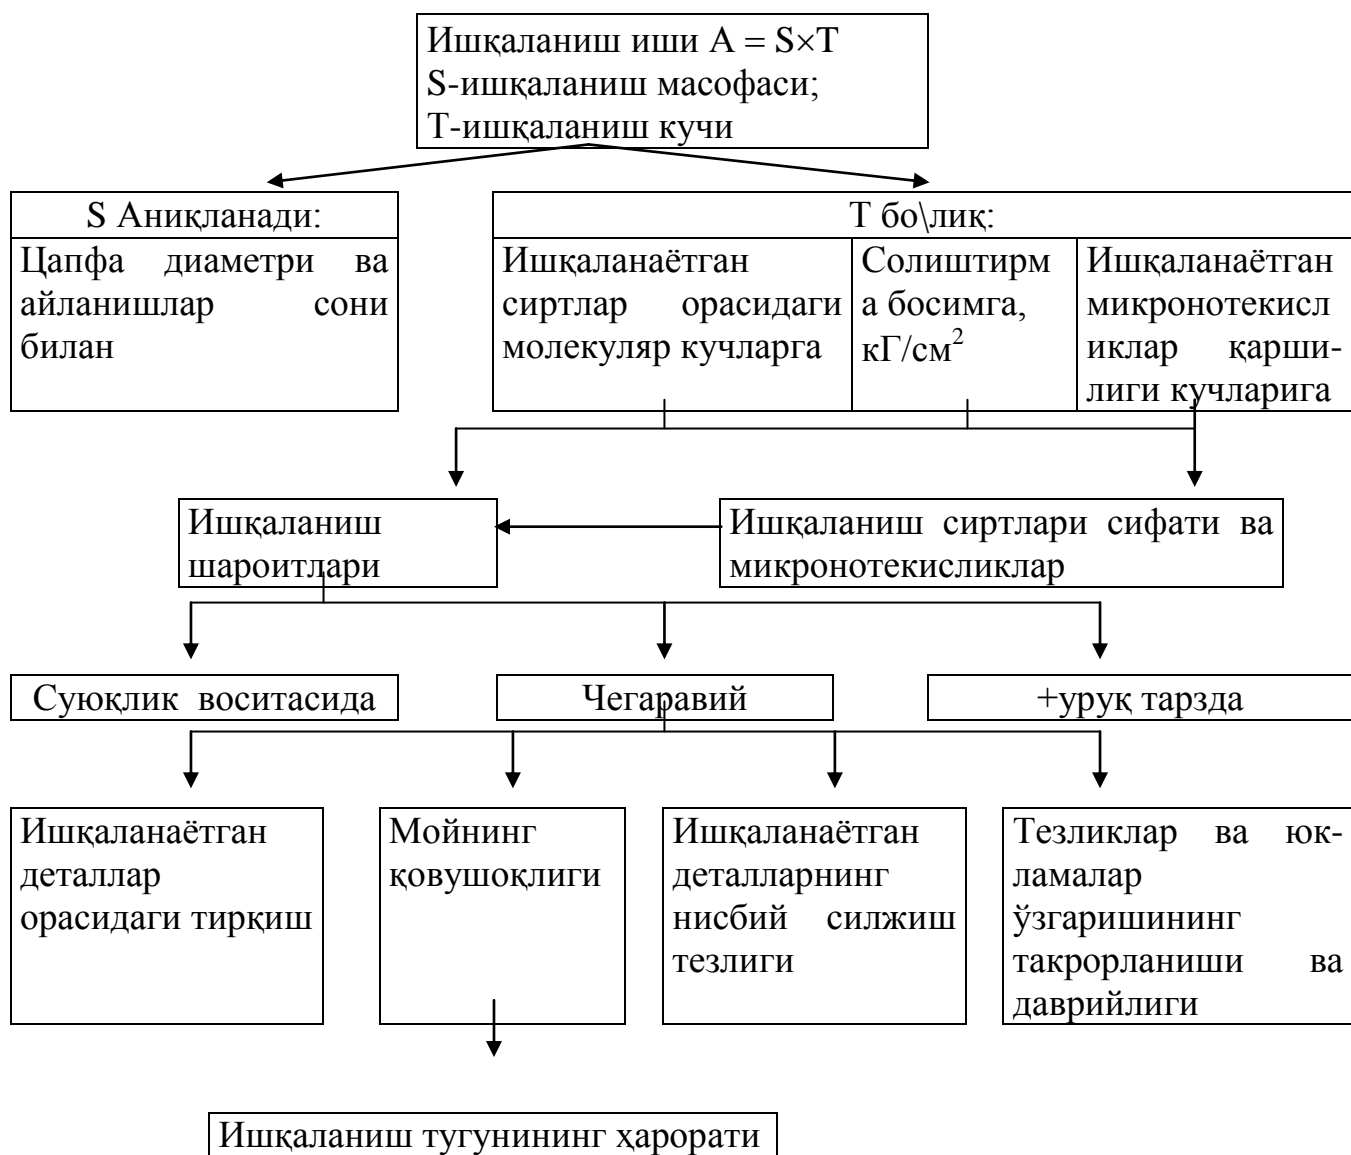 Ишқаланиш иши A = S×T
S-ишқаланиш масофаси;
Т-ишқаланиш кучи
S Аниқланади:
Т бо\лиқ:
Цапфа диаметри ва
айланишлар сони
билан
Ишқаланаётган
сиртлар орасидаги
молекуляр кучларга
Солиштирм
а босимга,
кГ/см²
Ишқаланаётган
микронотекисл
иклар қарши-
лиги кучларига
Ишқаланиш
шароитлари
Ишқаланиш сиртлари сифати ва
микронотекисликлар
Суюқлик воситасида
Чегаравий
+уруқ тарзда
Ишқаланаётган
деталлар
орасидаги тирқиш
Мойнинг
қовушоқлиги
Ишқаланаётган
деталларнинг
нисбий силжиш
тезлиги
Тезликлар ва юк-
ламалар
ўзгаришининг
такрорланиши ва
даврийлиги
Ишқаланиш тугунининг ҳарорати